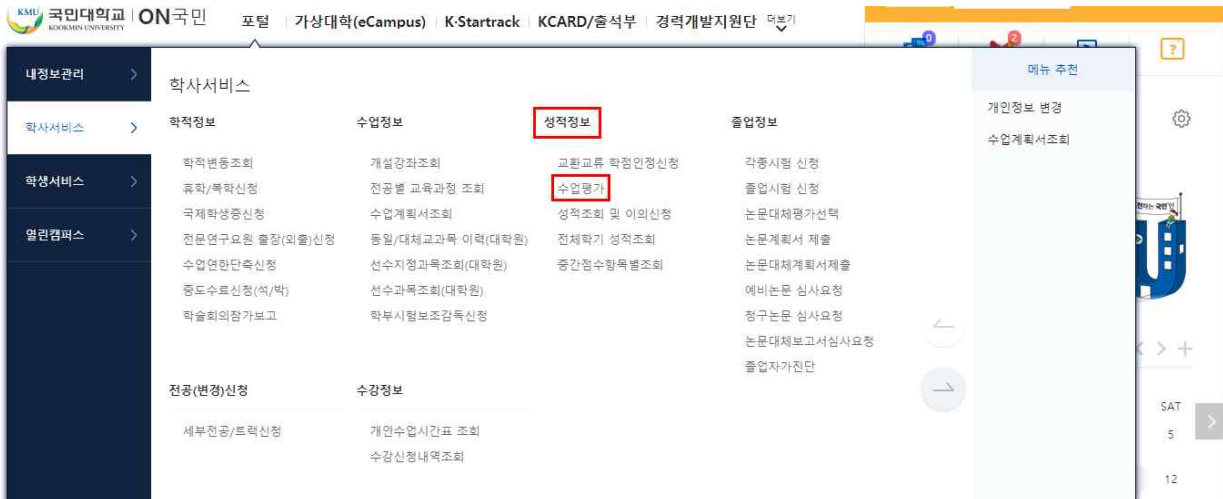 KMU 국민대학교 ON국민
KOOKMIN UNIVERSITY
포털 가상대학(eCampus) K·Startrack KCARD/출석부 경력개발지원단 더보기
0
2
?
내정보관리
학사서비스
학생서비스
열린캠퍼스
학사서비스
학적정보
학적변동조회
휴학/복학신청
국제학생증신청
전문연구요원 출장(외출)신청
수업연한단축신청
중도수료신청(석/박)
학술회의참가보고
수업정보
개설강좌조회
전공별 교육과정 조회
수업계획서조회
동일/대체교과목 이력(대학원)
선수지정과목조회(대학원)
선수과목조회(대학원)
학부시험보조감독신청
성적정보
교환교류 학점인정신청
수업평가
성적조회 및 이의신청
전체학기 성적조회
중간점수항목별조회
졸업정보
각종시험 신청
졸업시험 신청
논문대체평가선택
논문계획서 제출
논문대체계획서제출
예비논문 심사요청
청구논문 심사요청
논문대체보고서심사요청
졸업자가진단
전공(변경)신청
세부전공/트랙신청
수강정보
개인수업시간표 조회
수강신청내역조회
메뉴 추천
개인정보 변경
수업계획서조회
SAT
5
12